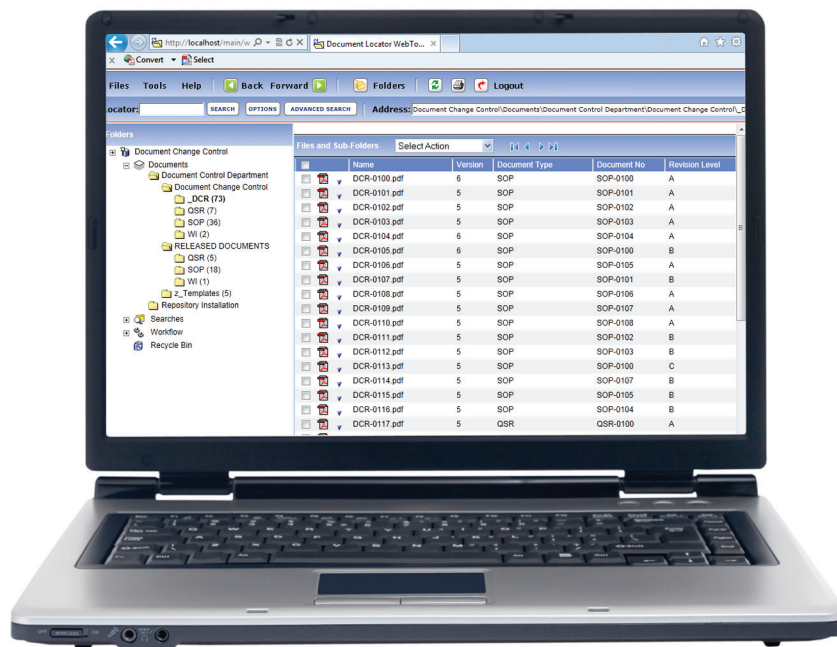 http://localhost/main/w
Document Locator WebTo...
x Convert Select
Files Tools Help Back Forward Folders Logout
ocator: SEARCH OPTIONS ADVANCED SEARCH Address: Document Change Control\Documents\Document Control Department\Document Change Control\_D
Folders
Document Change Control
Documents
Document Control Department
Document Change Control
_DCR (73)
QSR (7)
SOP (36)
WI (2)
RELEASED DOCUMENTS
QSR (5)
SOP (18)
WI (1)
z_Templates (5)
Repository Installation
Searches
Workflow
Recycle Bin
Files and Sub-Folders Select Action
Name Version Document Type Document No Revision Level
DCR-0100.pdf 6 SOP SOP-0100 A
DCR-0101.pdf 5 SOP SOP-0101 A
DCR-0102.pdf 5 SOP SOP-0102 A
DCR-0103.pdf 5 SOP SOP-0103 A
DCR-0104.pdf 6 SOP SOP-0104 A
DCR-0105.pdf 6 SOP SOP-0100 B
DCR-0106.pdf 5 SOP SOP-0105 A
DCR-0107.pdf 5 SOP SOP-0101 B
DCR-0108.pdf 5 SOP SOP-0106 A
DCR-0109.pdf 5 SOP SOP-0107 A
DCR-0110.pdf 5 SOP SOP-0108 A
DCR-0111.pdf 5 SOP SOP-0102 B
DCR-0112.pdf 5 SOP SOP-0103 B
DCR-0113.pdf 5 SOP SOP-0100 C
DCR-0114.pdf 5 SOP SOP-0107 B
DCR-0115.pdf 5 SOP SOP-0105 B
DCR-0116.pdf 5 SOP SOP-0104 B
DCR-0117.pdf 5 QSR QSR-0100 A
OFF WIRELESS ON